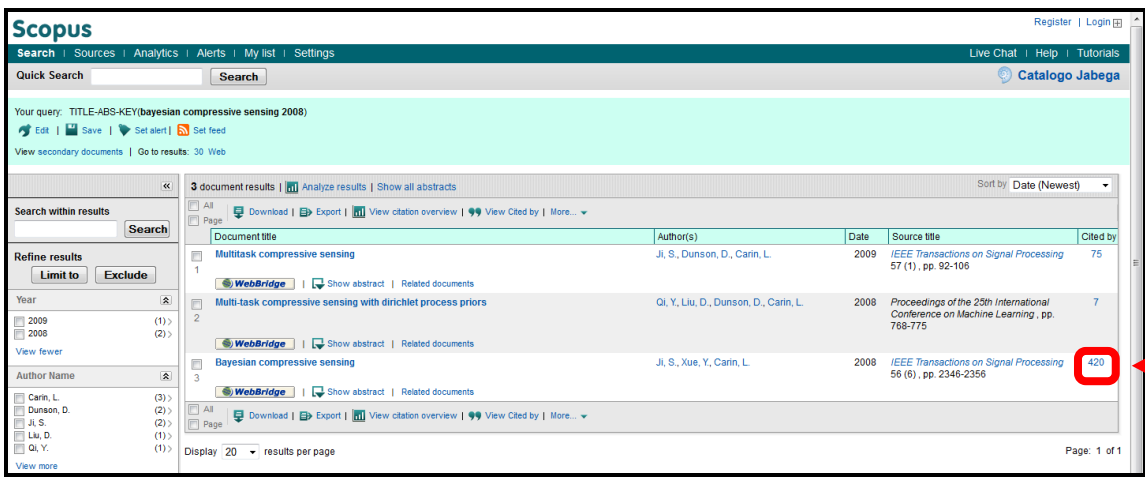 Scopus
Register | Login
Search | Sources | Analytics | Alerts | My list | Settings
Live Chat | Help | Tutorials
Quick Search Search
Catalogo Jabega
Your query: TITLE-ABS-KEY(bayesian compressive sensing 2008)
Edit | Save | Set alert | Set feed
View secondary documents | Go to results: 30 Web
Search within results
Search
Refine results
Limit to Exclude
Year
2009 (1)
2008 (2)
View fewer
Author Name
Carin, L. (3)
Dunson, D. (2)
Ji, S. (2)
Liu, D. (1)
Qi, Y. (1)
View more
3 document results | Analyze results | Show all abstracts
Sort by Date (Newest)
All
Page
Download | Export | View citation overview | View Cited by | More...
Document title Author(s) Date Source title Cited by
1 Multitask compressive sensing Ji, S., Dunson, D., Carin, L. 2009 IEEE Transactions on Signal Processing 75
57 (1) , pp. 92-106
WebBridge | Show abstract | Related documents
2 Multi-task compressive sensing with dirichlet process priors Qi, Y., Liu, D., Dunson, D., Carin, L. 2008 Proceedings of the 25th International 7
Conference on Machine Learning , pp.
768-775
WebBridge | Show abstract | Related documents
3 Bayesian compressive sensing Ji, S., Xue, Y., Carin, L. 2008 IEEE Transactions on Signal Processing 420
56 (6) , pp. 2346-2356
WebBridge | Show abstract | Related documents
All
Page
Download | Export | View citation overview | View Cited by | More...
Display 20 results per page
Page: 1 of 1